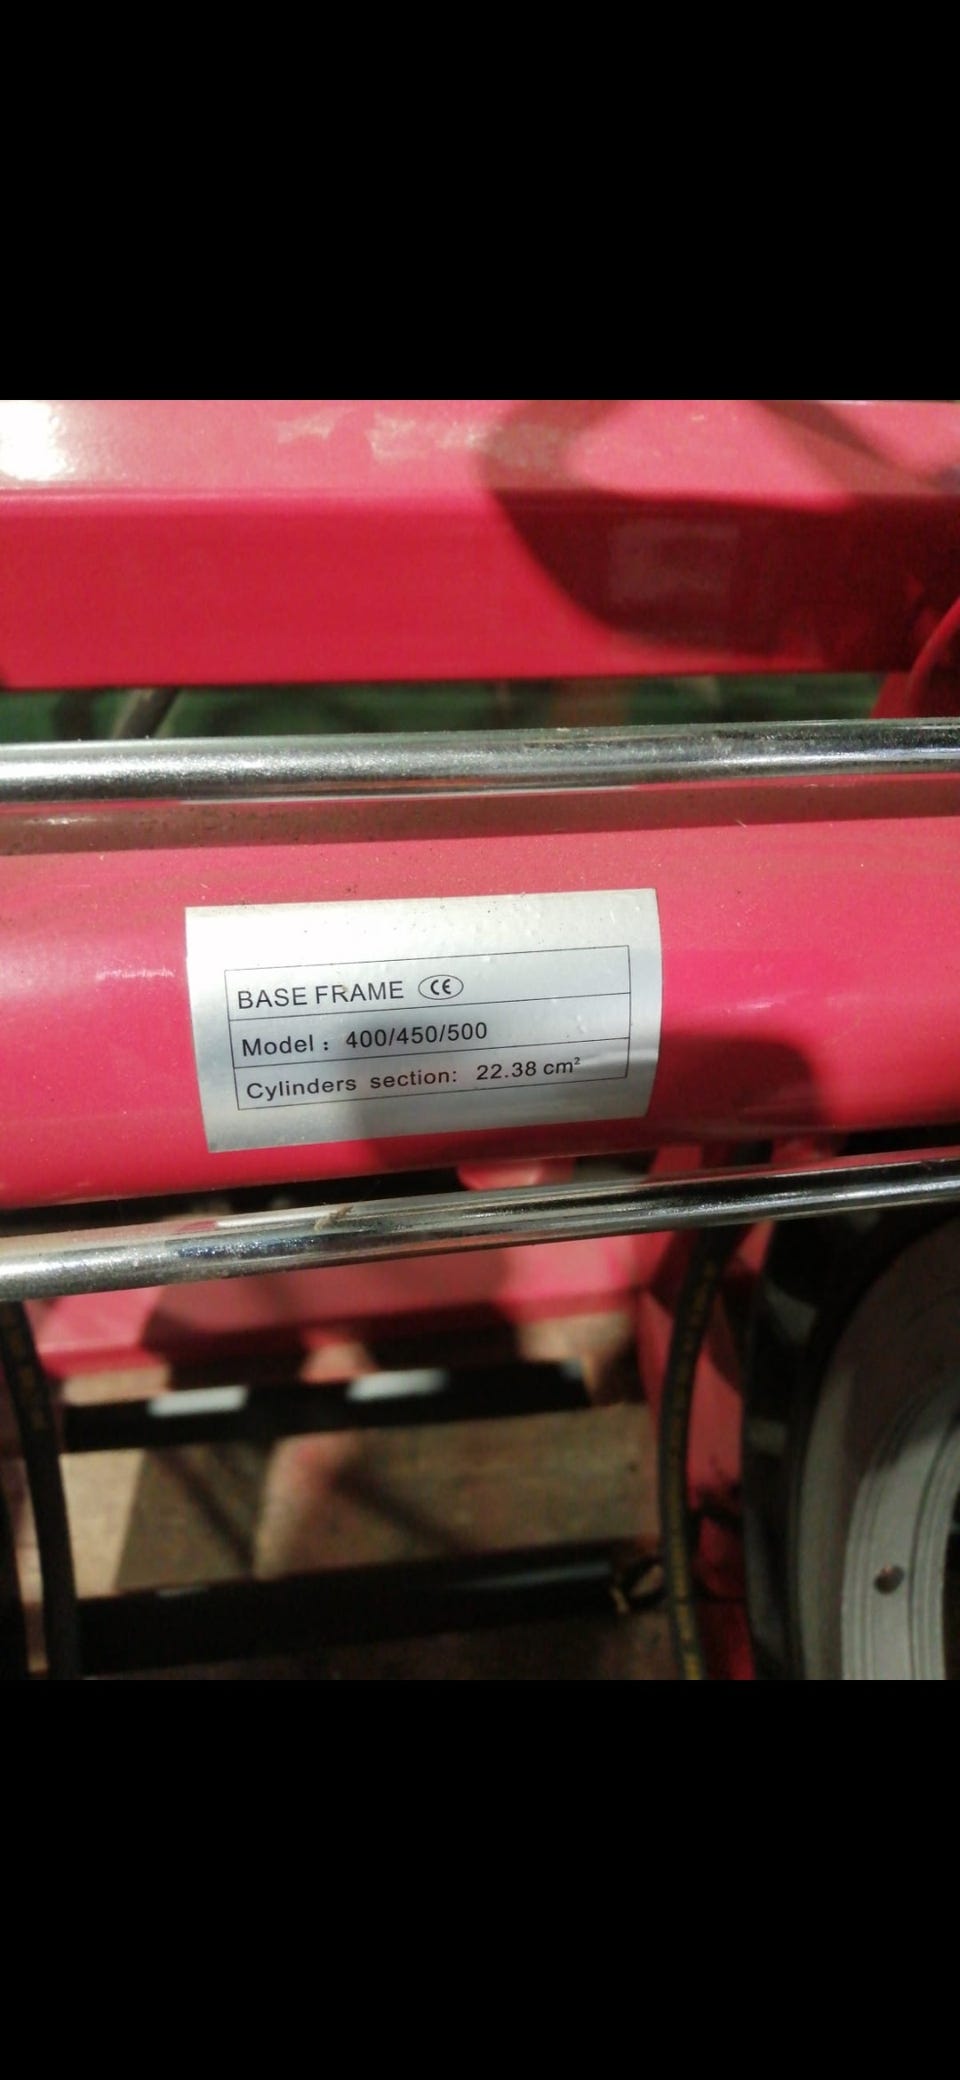 BASE FRAME CE
Model : 400/450/500
Cylinders section: 22.38 cm²